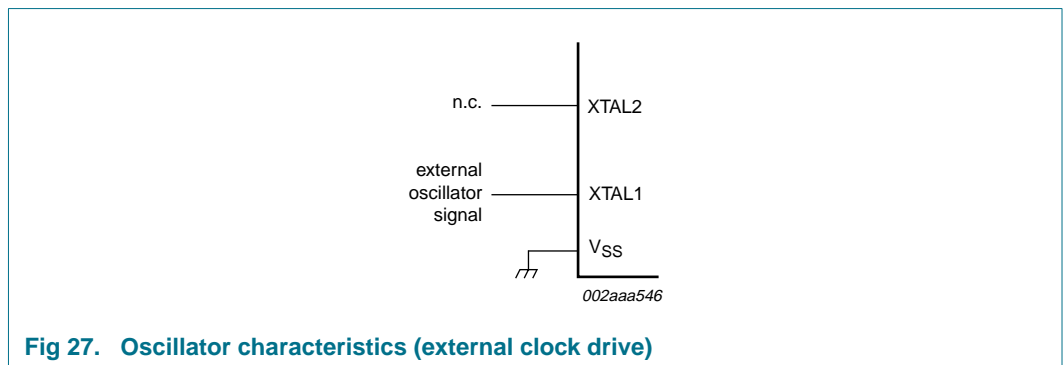 n.c.
XTAL2
external
oscillator
signal
XTAL1
VSS
002aaa546
Fig 27. Oscillator characteristics (external clock drive)